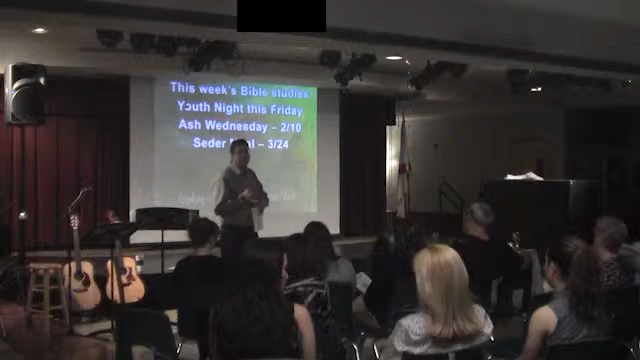 This week's Bible studies
Youth Night this Friday
Ash Wednesday – 2/10
Seder – 3/24